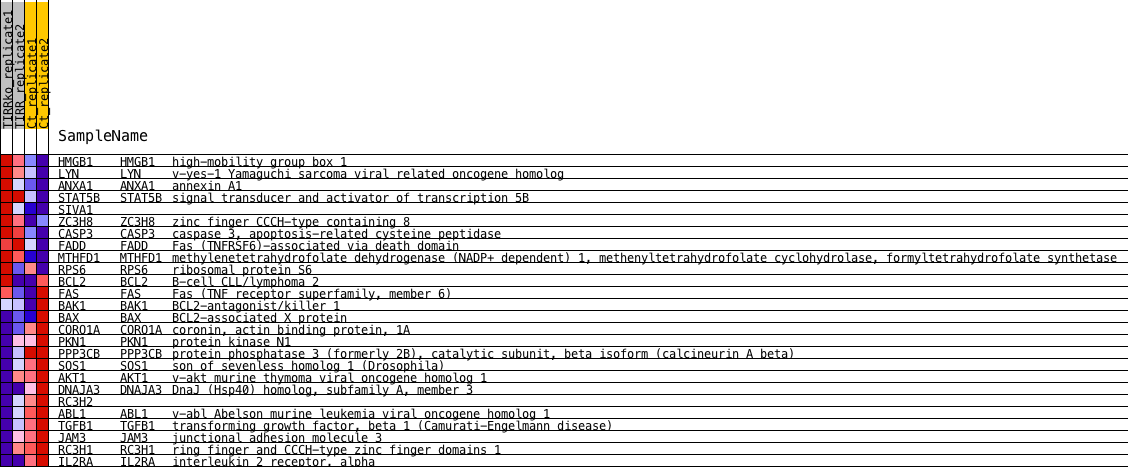 TIRRko_replicate1
TIRR_replicate2
Ct_replicate1
Ct_replicate2
SampleName
HMGB1 HMGB1 high-mobility group box 1
LYN LYN v-yes-1 Yamaguchi sarcoma viral related oncogene homolog
ANXA1 ANXA1 annexin A1
STAT5B STAT5B signal transducer and activator of transcription 5B
SIVA1
ZC3H8 ZC3H8 zinc finger CCCH-type containing 8
CASP3 CASP3 caspase 3, apoptosis-related cysteine peptidase
FADD FADD Fas (TNFRSF6)-associated via death domain
MTHFD1 MTHFD1 methylenetetrahydrofolate dehydrogenase (NADP+ dependent) 1, methenyltetrahydrofolate cyclohydrolase, formyltetrahydrofolate synthetase
RPS6 RPS6 ribosomal protein S6
BCL2 BCL2 B-cell CLL/lymphoma 2
FAS FAS Fas (TNF receptor superfamily, member 6)
BAK1 BAK1 BCL2-antagonist/killer 1
BAX BAX BCL2-associated X protein
CORO1A CORO1A coronin, actin binding protein, 1A
PKN1 PKN1 protein kinase N1
PPP3CB PPP3CB protein phosphatase 3 (formerly 2B), catalytic subunit, beta isoform (calcineurin A beta)
SOS1 SOS1 son of sevenless homolog 1 (Drosophila)
AKT1 AKT1 v-akt murine thymoma viral oncogene homolog 1
DNAJA3 DNAJA3 DnaJ (Hsp40) homolog, subfamily A, member 3
RC3H2
ABL1 ABL1 v-abl Abelson murine leukemia viral oncogene homolog 1
TGFB1 TGFB1 transforming growth factor, beta 1 (Camurati-Engelmann disease)
JAM3 JAM3 junctional adhesion molecule 3
RC3H1 RC3H1 ring finger and CCCH-type zinc finger domains 1
IL2RA IL2RA interleukin 2 receptor, alpha